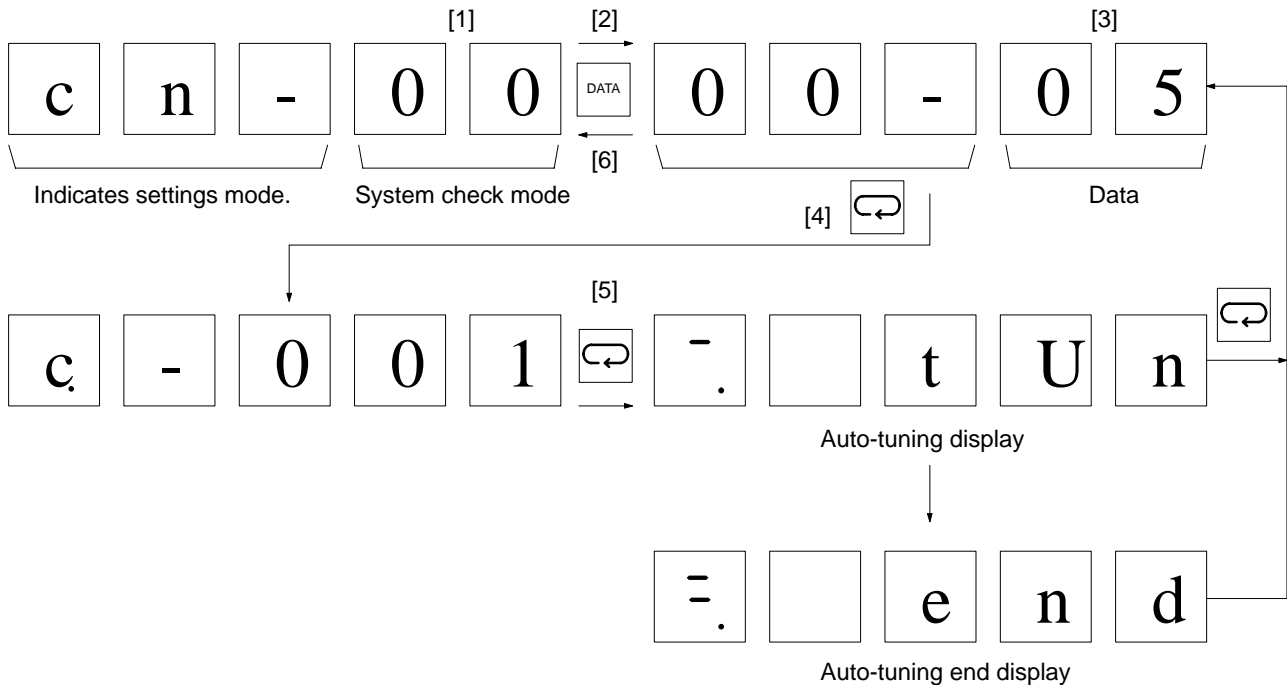 [1] [2] [3]
c n - 0 0 DATA 0 0 - 0 5
[6]
Indicates settings mode. System check mode Data
[4]
[5]
c. - 0 0 1 -. t U n
Auto-tuning display
=. e n d
Auto-tuning end display